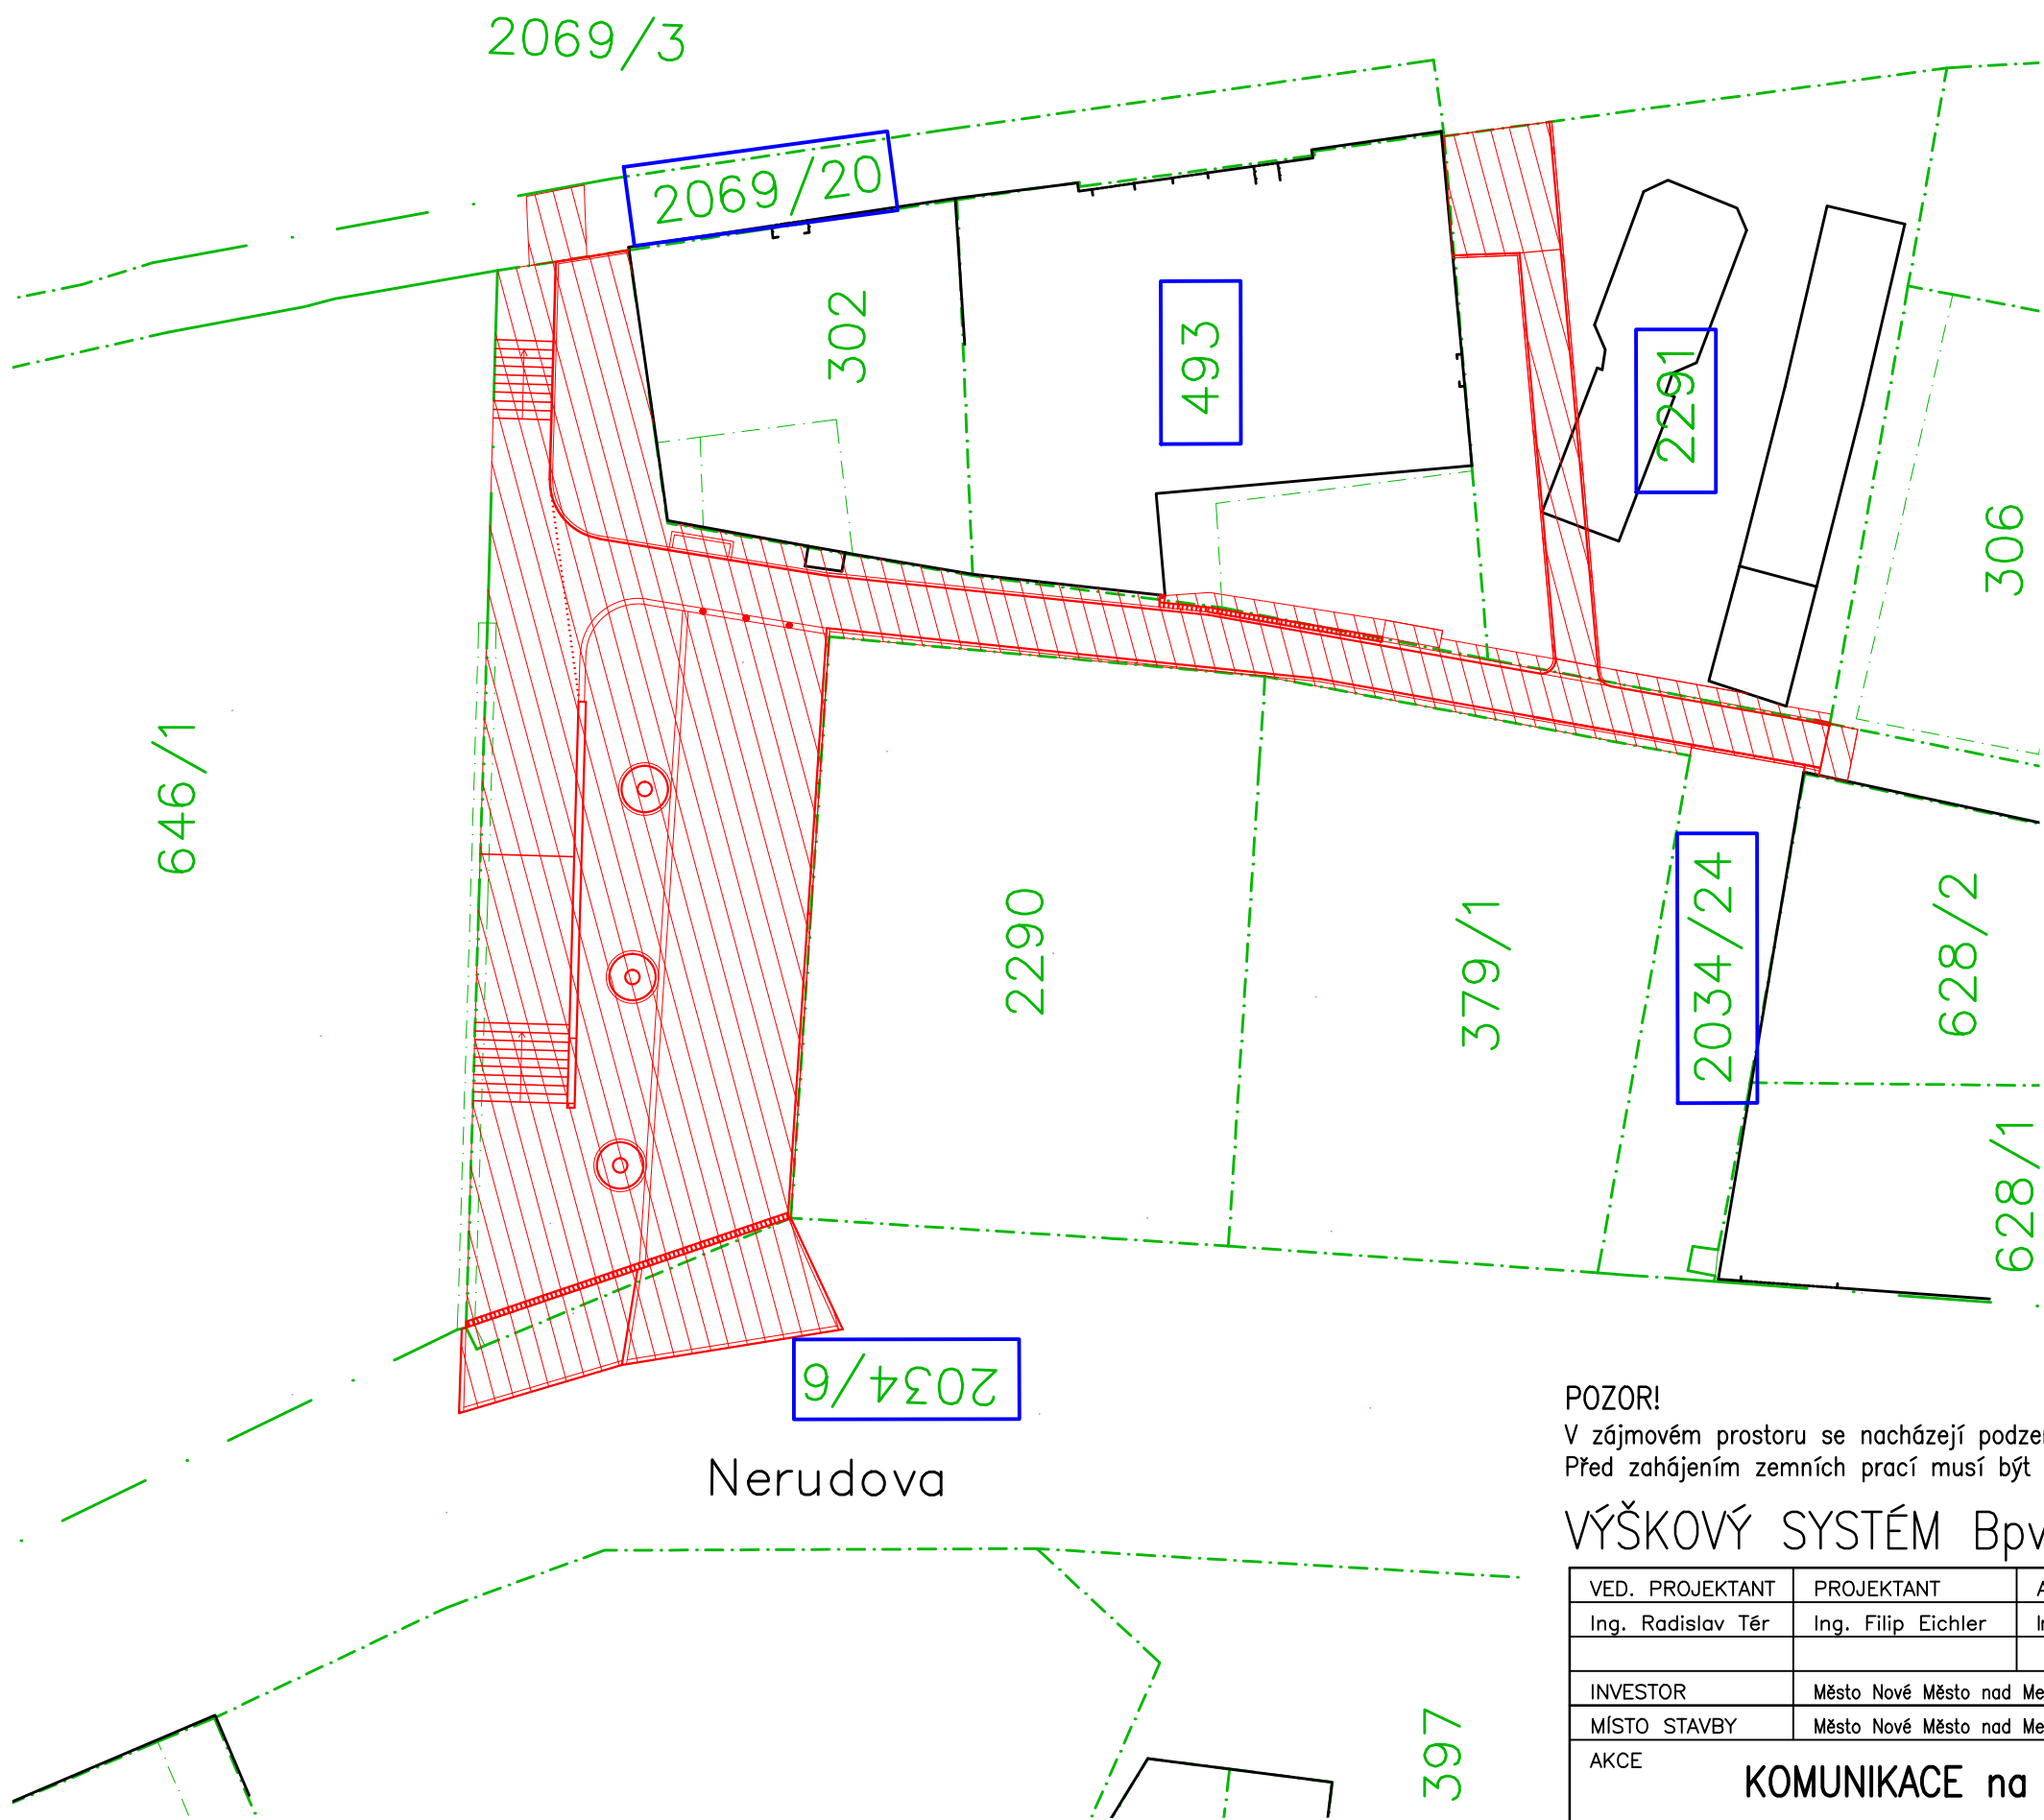 2069/3
2069/20
302
493
2291
306
646/1
2290
379/1
2034/24
628/2
628/1
2034/6
Nerudova
397
POZOR!
V zájmovém prostoru se nacházejí
Před zahájením zemních prací musí být
VÝŠKOVÝ SYSTÉM Bpv
VED. PROJEKTANT PROJEKTANT
Ing. Radislav Tér Ing. Filip Eichler
INVESTOR Město Nové Město nad
MÍSTO STAVBY Město Nové Město nad
AKCE
KOMUNIKACE na